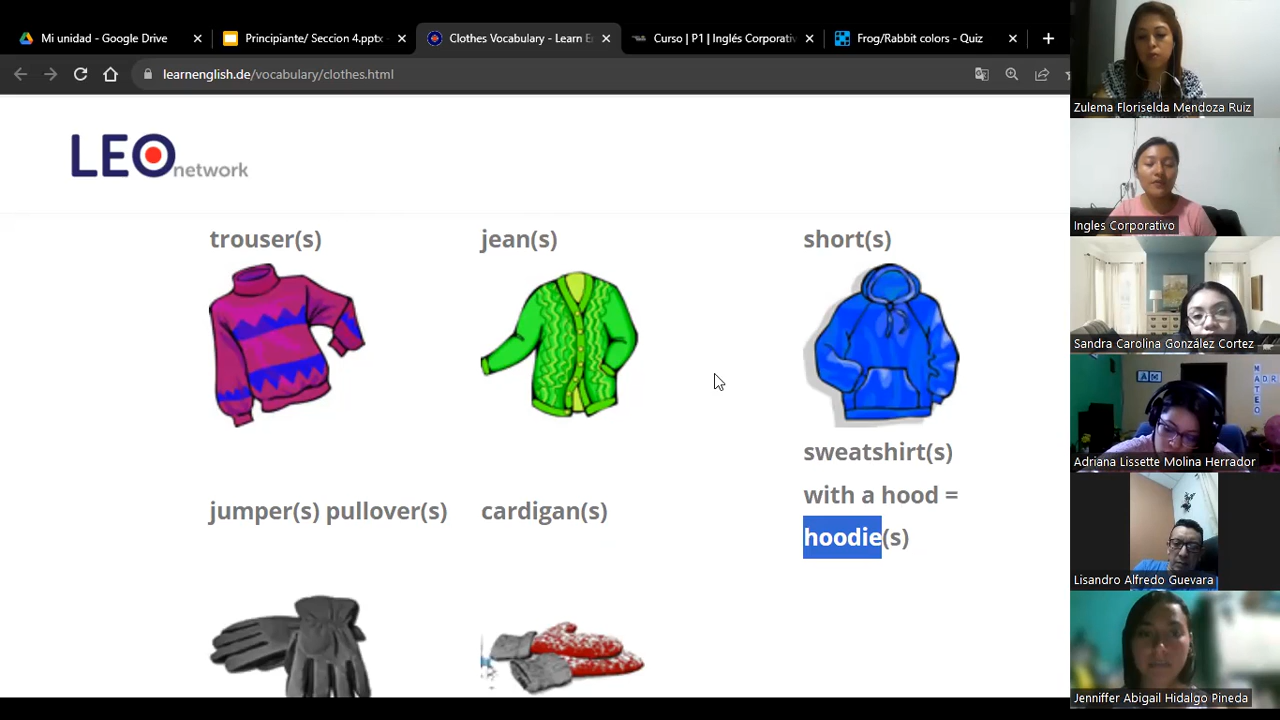 Mi unidad - Google Drive
Principiante/ Seccion 4.pptx -
Clothes Vocabulary - Learn E
Curso | P1 | Inglés Corporativ
Frog/Rabbit colors - Quiz
learnenglish.de/vocabulary/clothes.html
LEO network
trouser(s)
jean(s)
short(s)
jumper(s) pullover(s)
cardigan(s)
sweatshirt(s)
with a hood =
hoodie(s)
Zulema Floriselda Mendoza Ruiz
Ingles Corporativo
Sandra Carolina González Cortez
AM
MATEO
ADR
Adriana Lissette Molina Herrador
Lisandro Alfredo Guevara
Jenniffer Abigail Hidalgo Pineda